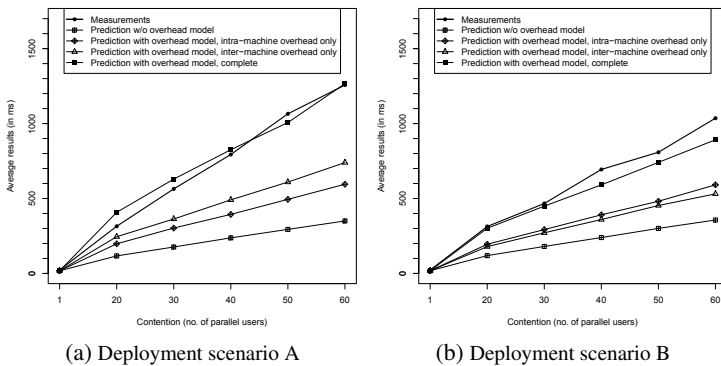 Measurements
Prediction w/o overhead model
Prediction with overhead model, intra−machine overhead only
Prediction with overhead model, inter−machine overhead only
Prediction with overhead model, complete
Average results (in ms)
0
500
1000
1500
1
20
30
40
50
60
Contention (no. of parallel users)
(a) Deployment scenario A
Measurements
Prediction w/o overhead model
Prediction with overhead model, intra−machine overhead only
Prediction with overhead model, inter−machine overhead only
Prediction with overhead model, complete
Average results (in ms)
0
500
1000
1500
1
20
30
40
50
60
Contention (no. of parallel users)
(b) Deployment scenario B